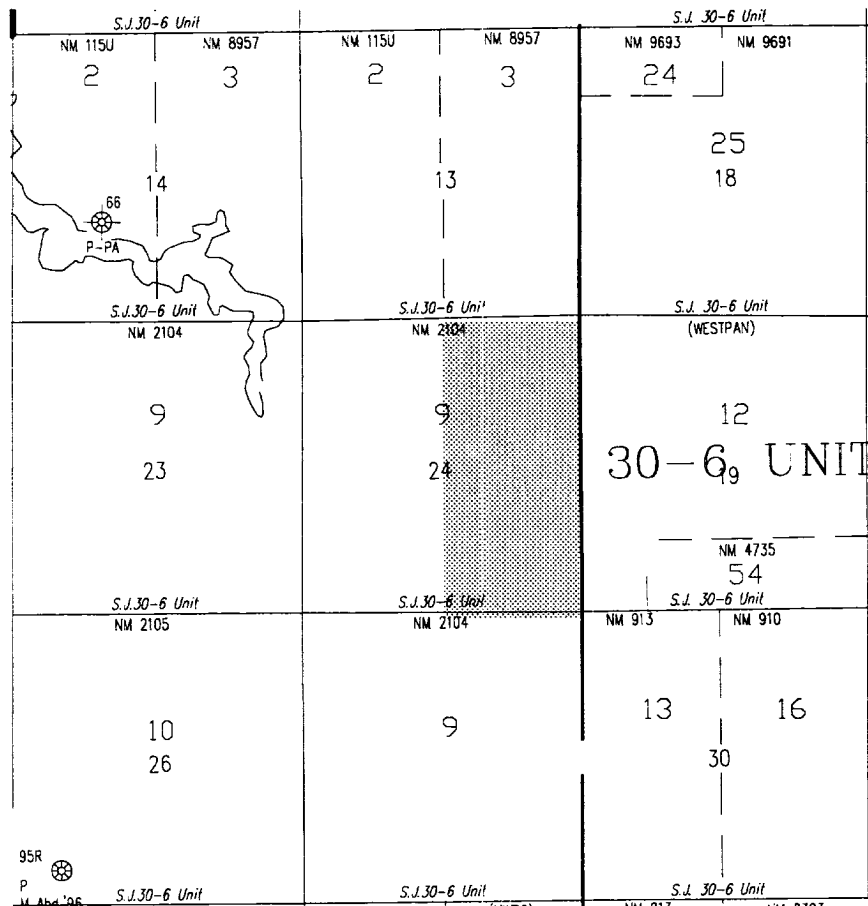 S.J.30-6 Unit
S.J. 30-6 Unit
NM 115U
NM 8957
NM 115U
NM 8957
NM 9693
NM 9691
2
3
2
3
24
25
14
13
18
66
P-PA
S.J.30-6 Unit
S.J.30-6 Unit
S.J. 30-6 Unit
NM 2104
NM 2104
(WESTPAN)
9
9
12
23
24
30-6 UNIT
19
NM 4735
54
S.J.30-6 Unit
S.J.30-6 Unit
S.J. 30-6 Unit
NM 2105
NM 2104
NM 913
NM 910
10
9
13
16
26
30
95R
P
M Abd '96
S.J.30-6 Unit
S.J.30-6 Unit
S.J. 30-6 Unit